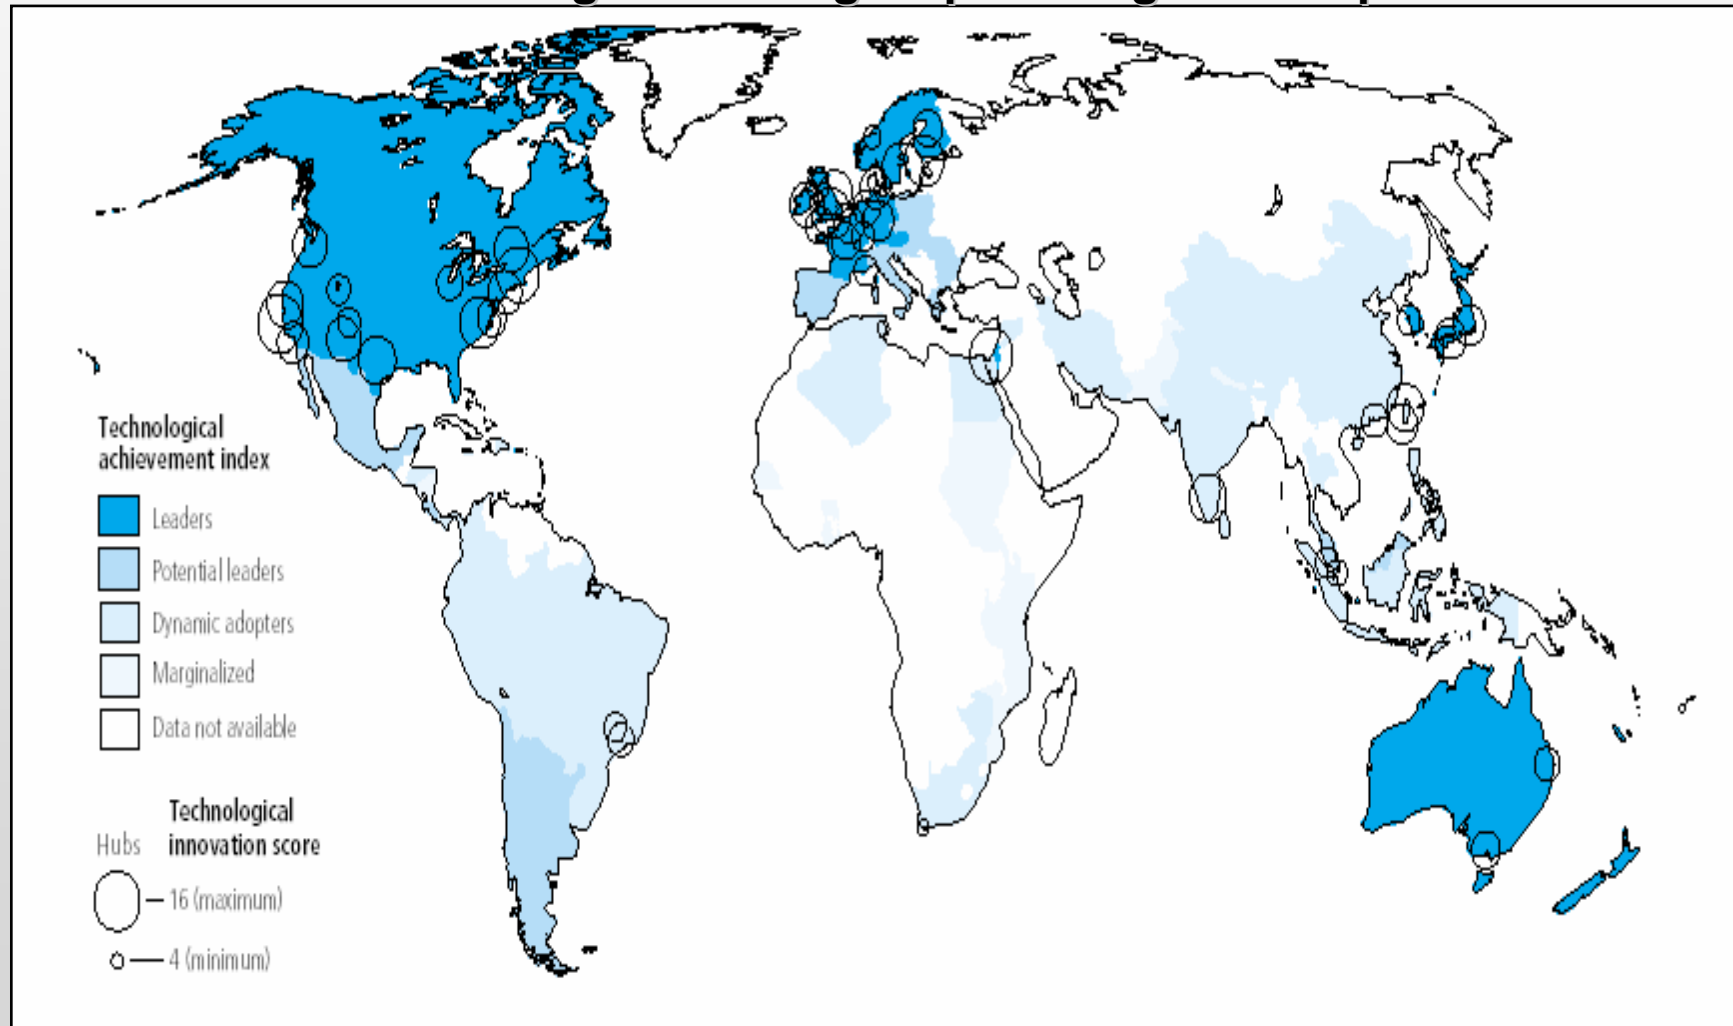 Technological
achievement index
Leaders
Potential leaders
Dynamic adopters
Marginalized
Data not available
Technological
Hubs innovation score
16 (maximum)
4 (minimum)